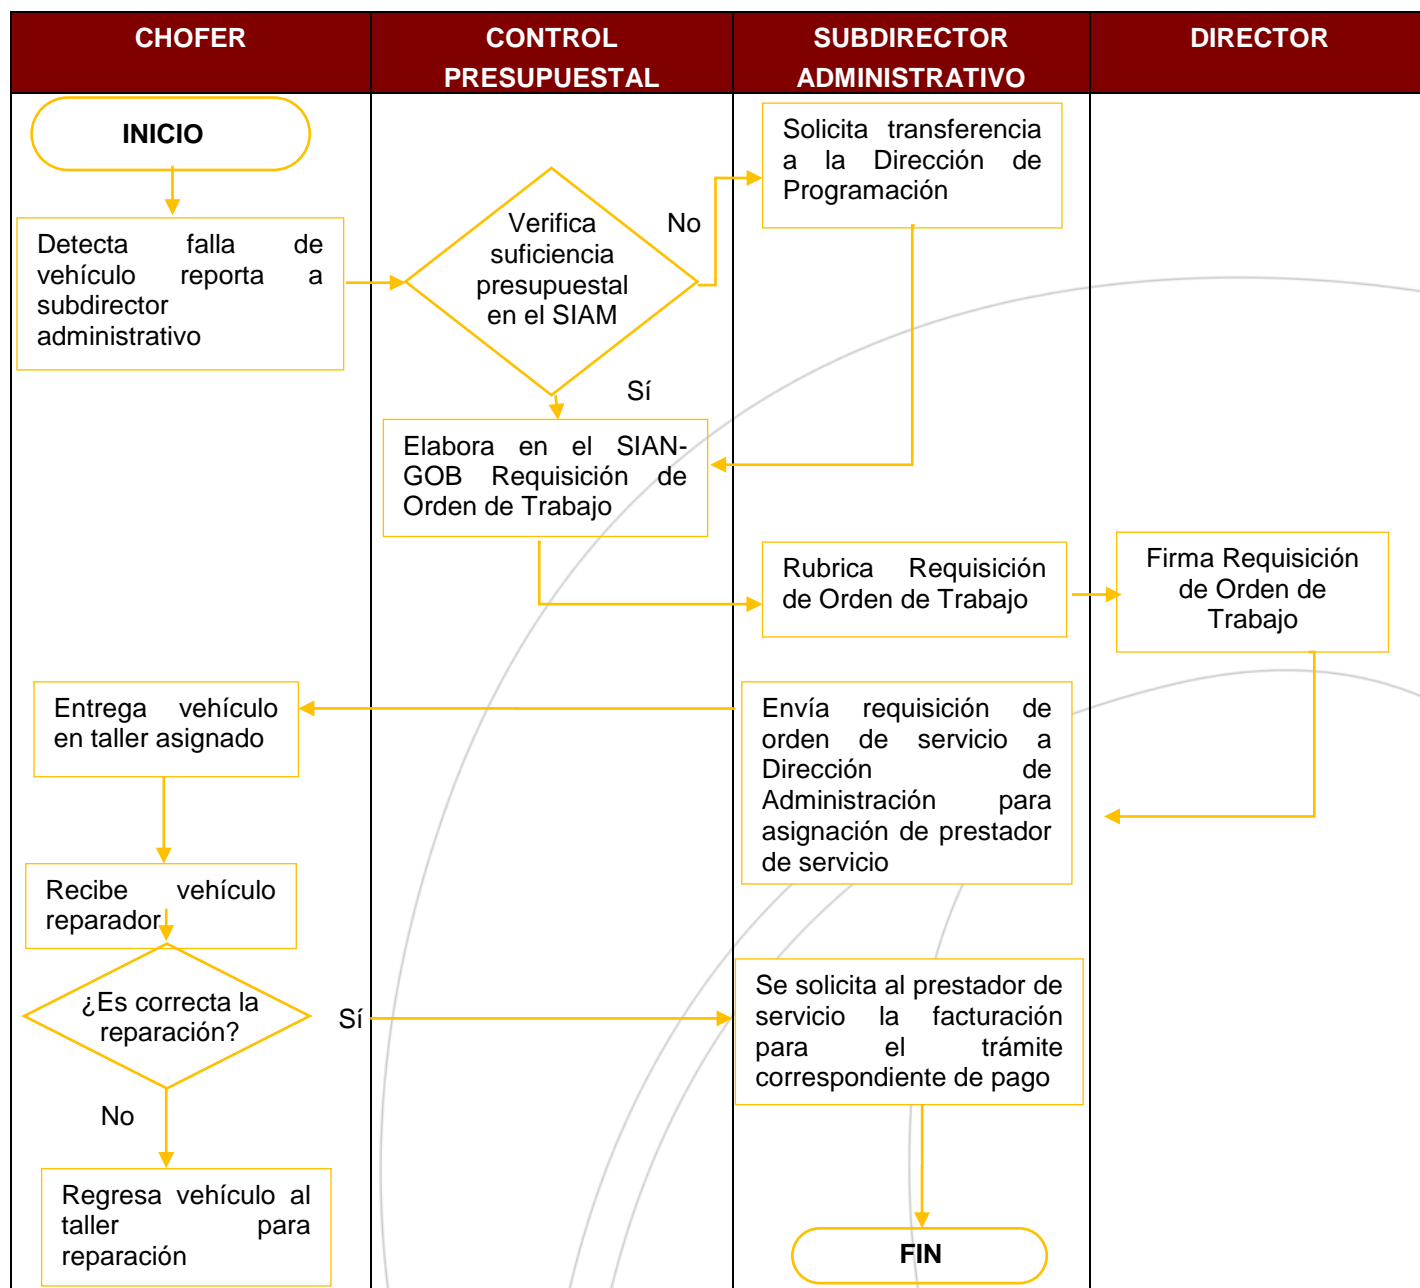 CHOFER
CONTROL
PRESUPUESTAL
SUBDIRECTOR
ADMINISTRATIVO
DIRECTOR
INICIO
Solicita transferencia
a la Dirección de
Programación
Detecta falla de
vehículo reporta a
subdirector
administrativo
Verifica
suficiencia
presupuestal
en el SIAM
No
Sí
Elabora en el SIAN-
GOB Requisición de
Orden de Trabajo
Rubrica Requisición
de Orden de Trabajo
Firma Requisición
de Orden de
Trabajo
Entrega vehículo
en taller asignado
Envía requisición de
orden de servicio a
Dirección de
Administración para
asignación de prestador
de servicio
Recibe vehículo
reparador
¿Es correcta la
reparación?
Sí
Se solicita al prestador de
servicio la facturación
para el trámite
correspondiente de pago
No
Regresa vehículo al
taller para
reparación
FIN